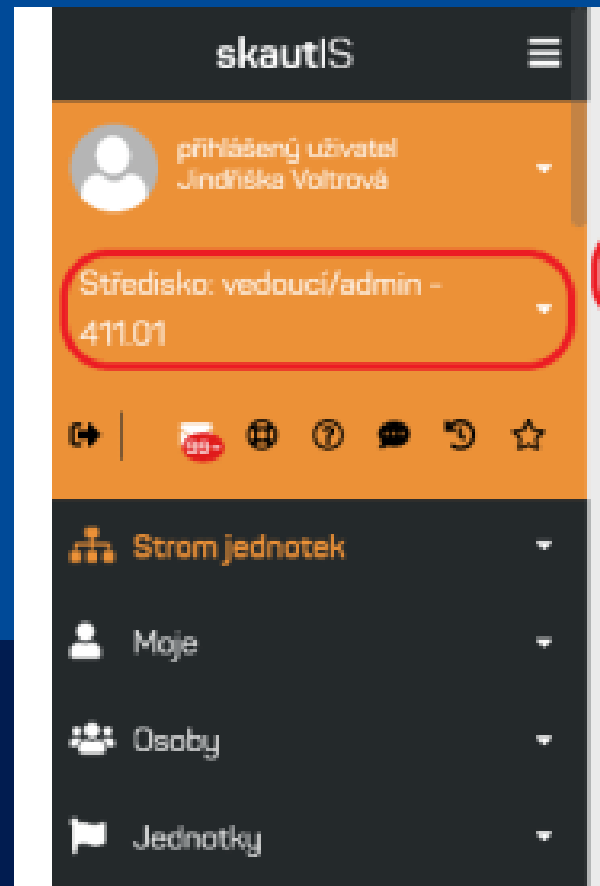 skautIS
přihlášený uživatel
Jindřiška Voltrová
Středisko: vedoucí/admin -
411.01
99+
Strom jednotek
Moje
Osoby
Jednotky